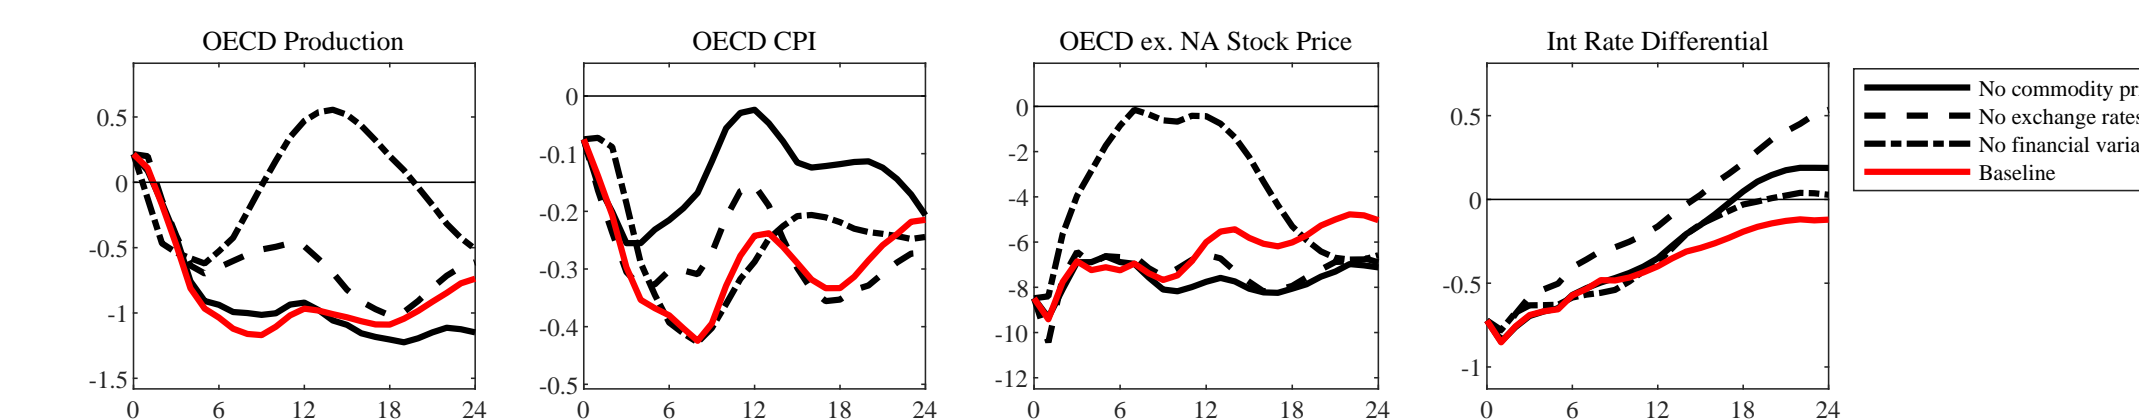 OECD Production
0.5
0
-0.5
-1
-1.5
0 6 12 18 24
OECD CPI
0
-0.1
-0.2
-0.3
-0.4
-0.5
0 6 12 18 24
OECD ex. NA Stock Price
0
-2
-4
-6
-8
-10
-12
0 6 12 18 24
Int Rate Differential
0.5
0
-0.5
-1
0 6 12 18 24
No commodity
No exchange rates
No financial
Baseline